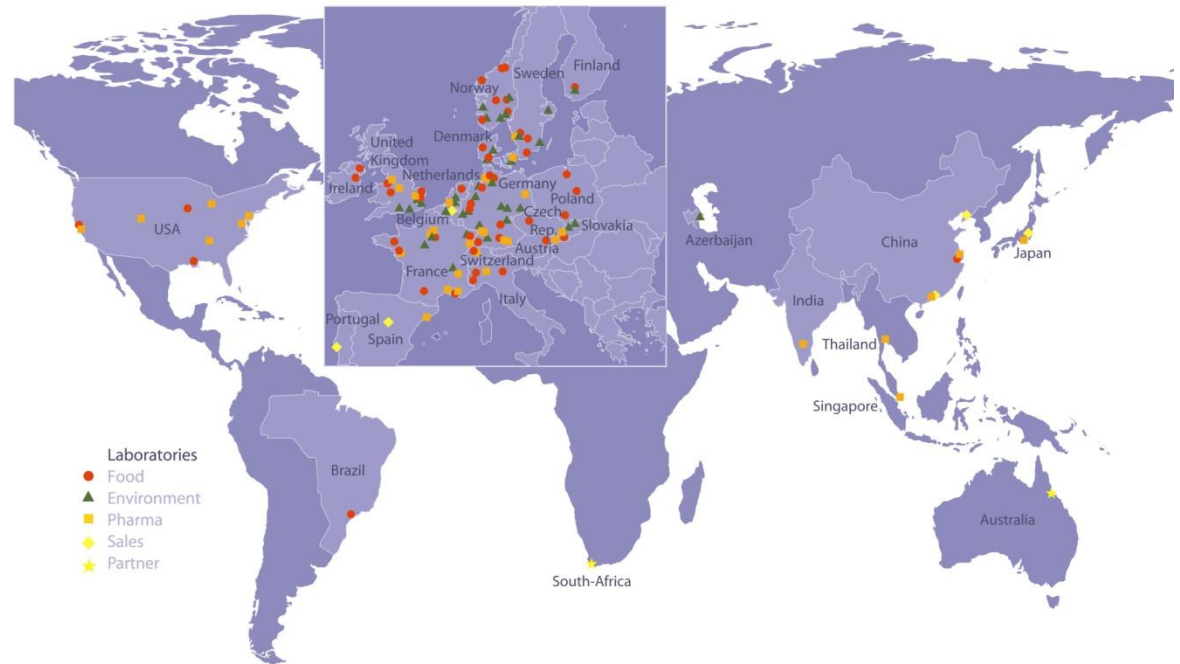 Finland
Sweden
Norway
Denmark
United
Kingdom
Netherlands
Ireland
Germany
Poland
Belgium
Czech
Rep.
Slovakia
Austria
Switzerland
France
Italy
Portugal
Spain
USA
Azerbaijan
China
Japan
India
Thailand
Singapore
Brazil
Australia
South-Africa
Laboratories
Food
Environment
Pharma
Sales
Partner